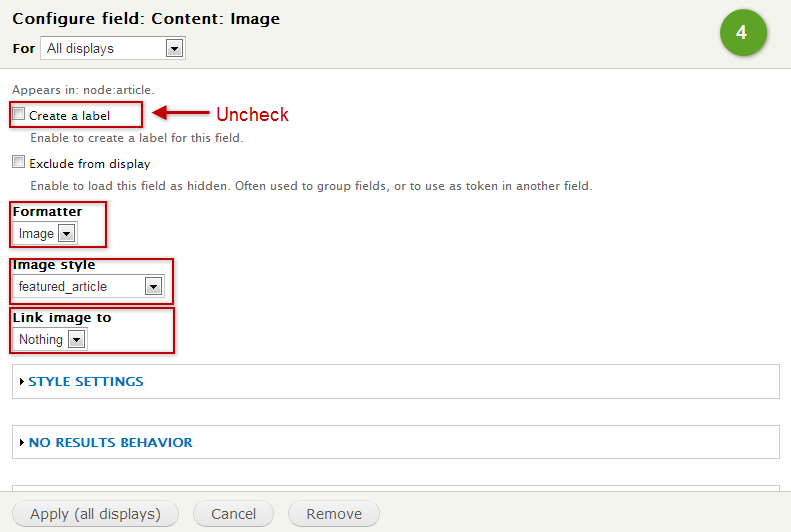 Configure field: Content: Image
4
For All displays
Appears in: node:article.
Create a label
Uncheck
Enable to create a label for this field.
Exclude from display
Enable to load this field as hidden. Often used to group fields, or to use as token in another field.
Formatter
Image
Image style
featured_article
Link image to
Nothing
STYLE SETTINGS
NO RESULTS BEHAVIOR
Apply (all displays) Cancel Remove